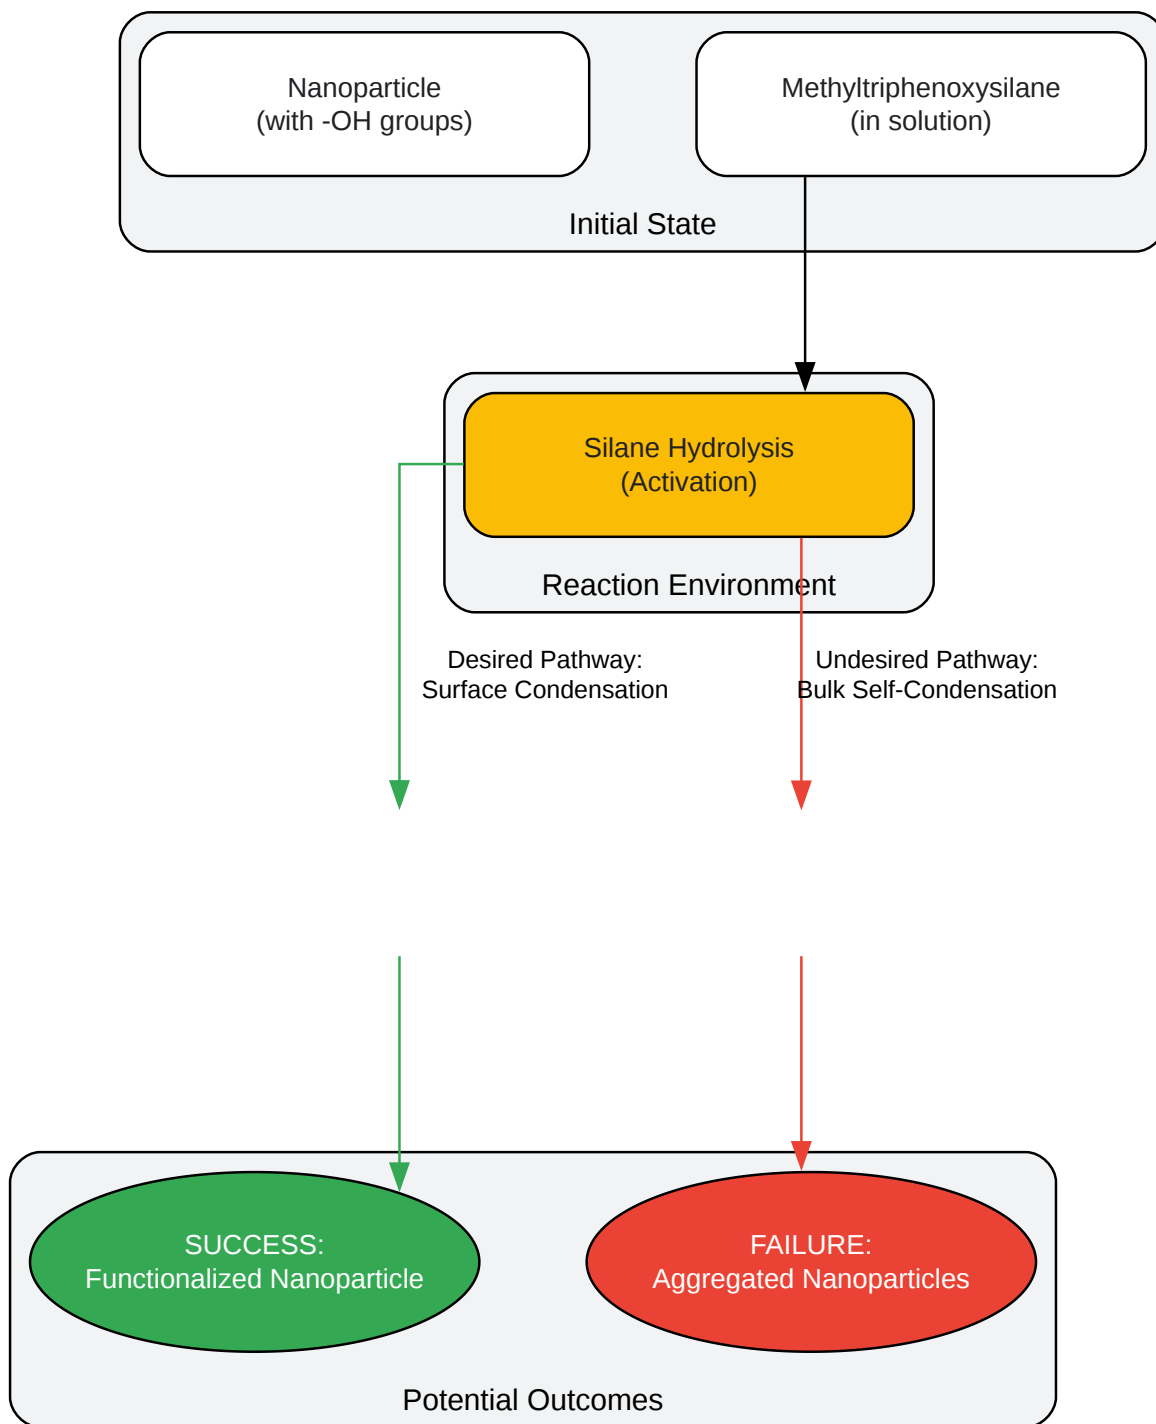 Nanoparticle
(with -OH groups)
Methyltriphenoxysilane
(in solution)
Initial State
Silane Hydrolysis
(Activation)
Reaction Environment
Desired Pathway:
Surface Condensation
Undesired Pathway:
Bulk Self-Condensation
SUCCESS:
Functionalized Nanoparticle
FAILURE:
Aggregated Nanoparticles
Potential Outcomes